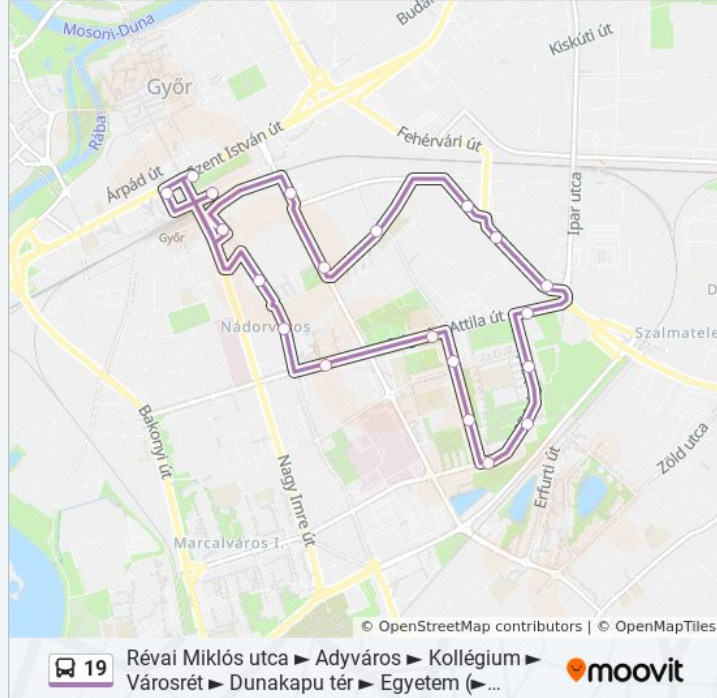 Mosoni-Duna
Buda
Kiskúti út
Győr
Rába
Fehérvári út
Szent István út
Árpád út
Ipar utca
Győr
D
Attila út
Nádorváros
Szálmatele
Bakonyi út
Zöld utca
Erfurti út
Nagy Imre út
Marcalváros I.
© OpenStreetMap contributors | © OpenMapTiles
19
Révai Miklós utca ► Adyváros ► Kollégium ►
Városrét ► Dunakapu tér ► Egyetem (►...
moovit